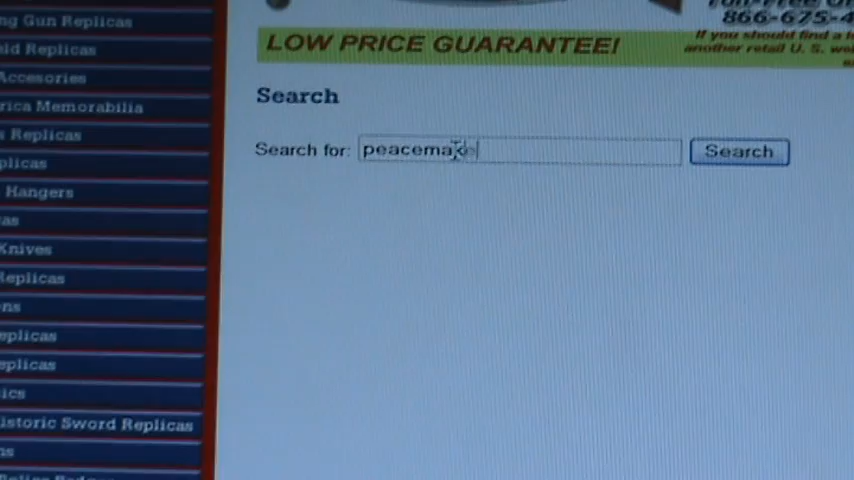 ng Gun Replicas
eld Replicas
Accesories
rica Memorabilia
s Replicas
plicas
Hangers
as
Knives
Replicas
ns
eplicas
eplicas
ics
istoric Sword Replicas
ns
866-675-4
LOW PRICE GUARANTEE!
If you should find a
another retail U. S. we
Search
Search for: peacemake Search